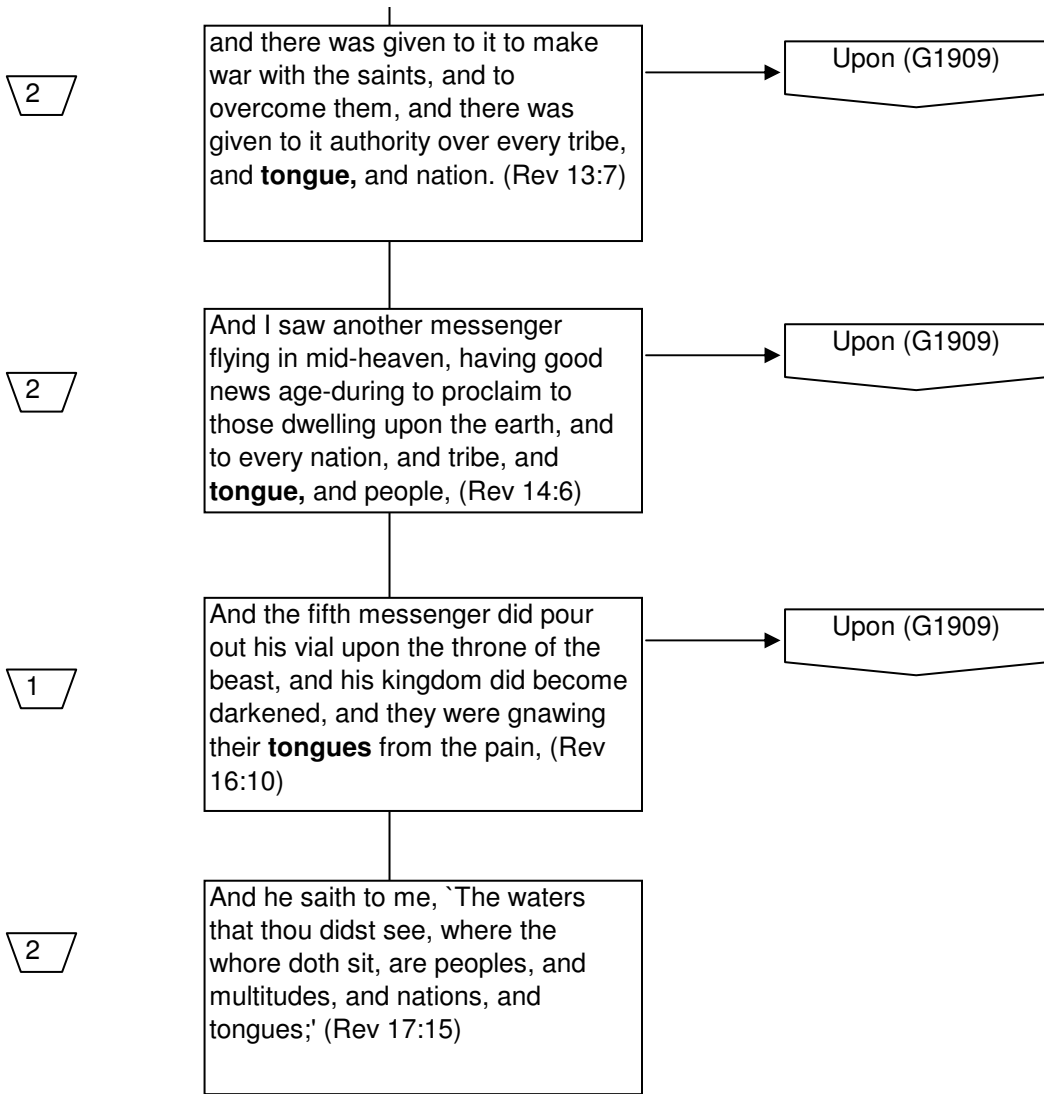 and there was given to it to make
war with the saints, and to
overcome them, and there was
given to it authority over every tribe,
and tongue, and nation. (Rev 13:7)
Upon (G1909)
2
And I saw another messenger
flying in mid-heaven, having good
news age-during to proclaim to
those dwelling upon the earth, and
to every nation, and tribe, and
tongue, and people, (Rev 14:6)
Upon (G1909)
2
And the fifth messenger did pour
out his vial upon the throne of the
beast, and his kingdom did become
darkened, and they were gnawing
their tongues from the pain, (Rev
16:10)
Upon (G1909)
1
And he saith to me, `The waters
that thou didst see, where the
whore doth sit, are peoples, and
multitudes, and nations, and
tongues;' (Rev 17:15)
2